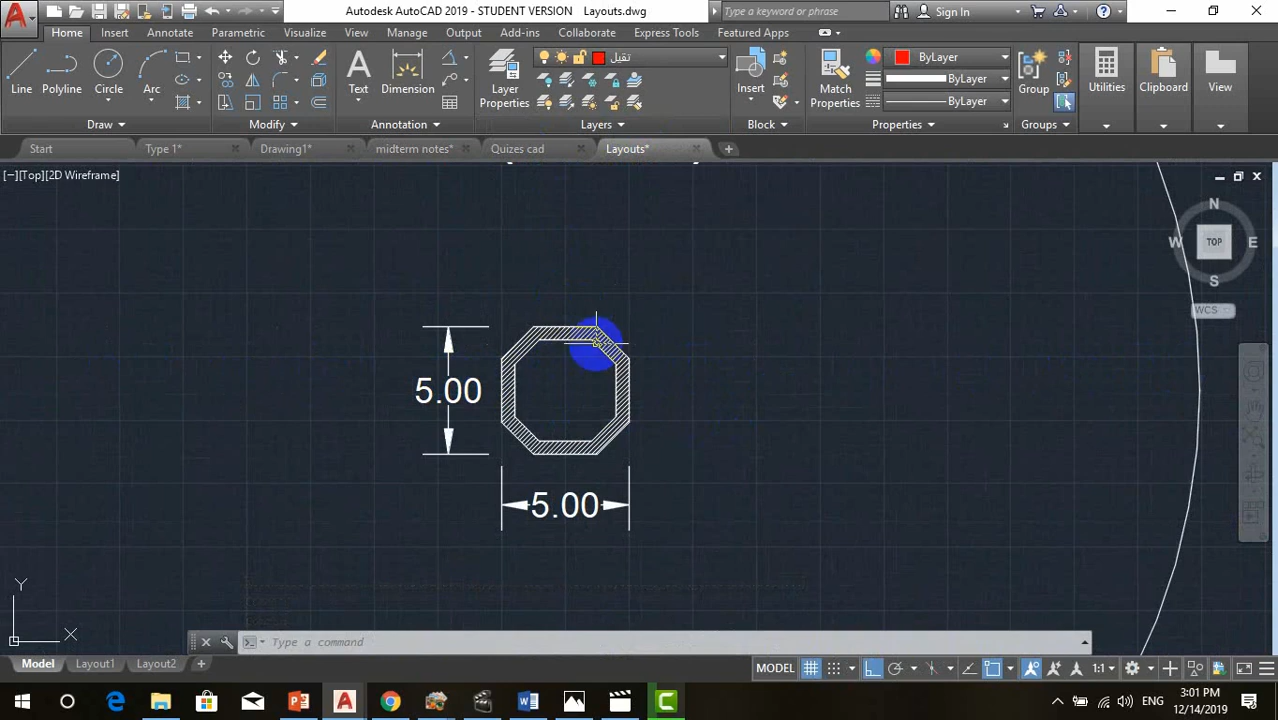 Autodesk AutoCAD 2019 - STUDENT VERSION Layouts.dwg
Type a keyword or phrase
Sign In
Home Insert Annotate Parametric Visualize View Manage Output Add-ins Collaborate Express Tools Featured Apps
ثقيل
ByLayer
ByLayer
ByLayer
Line Polyline Circle Arc
Text Dimension
Layer Properties
Insert
Match Properties
Group
Utilities
Clipboard
View
Draw Modify Annotation Layers Block Properties Groups
Start Type 1* Drawing1* midterm notes* Quizes cad Layouts*
[−][Top][2D Wireframe]
N
W TOP E
S
WCS
5.00
5.00
Y
X
Type a command
Model Layout1 Layout2 +
MODEL
1:1
ENG
3:01 PM
12/14/2019